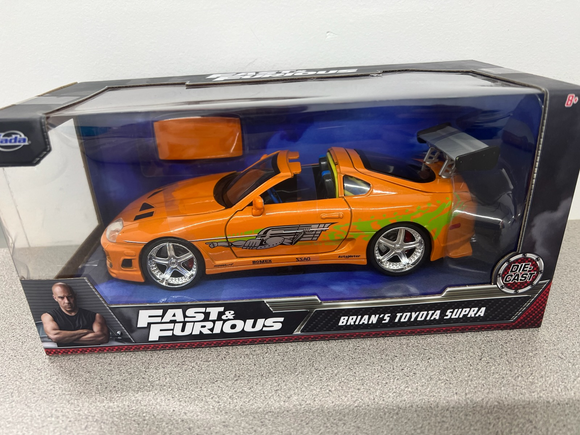 FAST & FURIOUS
8+
Jada
FAST &
FURIOUS
BRIAN'S TOYOTA SUPRA
DIE
CAST